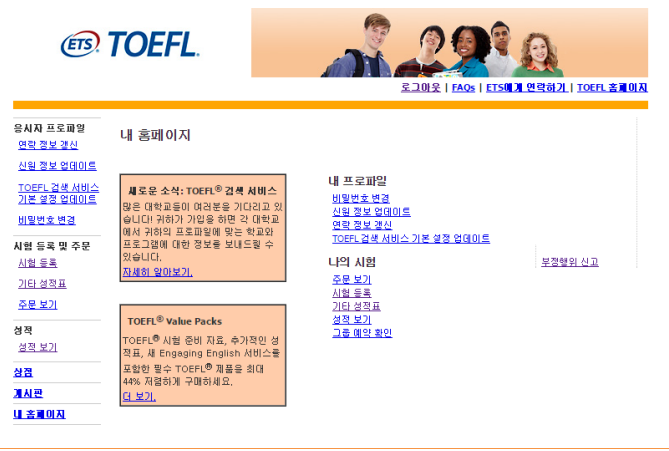 ETS TOEFL.
로그아웃 | FAQs | ETS에게 연락하기 | TOEFL 홈페이지
응시자 프로파일
연락 정보 갱신
신원 정보 업데이트
TOEFL 검색 서비스
기본 설정 업데이트
비밀번호 변경
시험 등록 및 주문
시험 등록
기타 성적표
주문 보기
성적
성적 보기
상점
게시판
내 홈페이지
내 홈페이지
새로운 소식: TOEFL® 검색 서비스
많은 대학교들이 여러분을 기다리고 있
습니다! 귀하가 가입을 하면 각 대학교
에서 귀하의 프로파일에 맞는 학교와
프로그램에 대한 정보를 보내드릴 수
있습니다.
자세히 알아보기.
TOEFL® Value Packs
TOEFL® 시험 준비 자료, 추가적인 성
적표, 새 Engaging English 서비스를
포함한 필수 TOEFL® 제품을 최대
44% 저렴하게 구매하세요.
더 보기.
내 프로파일
비밀번호 변경
신원 정보 업데이트
연락 정보 갱신
TOEFL 검색 서비스 기본 설정 업데이트
나의 시험
주문 보기
시험 등록
기타 성적표
성적 보기
그룹 예약 확인
부정행위 신고